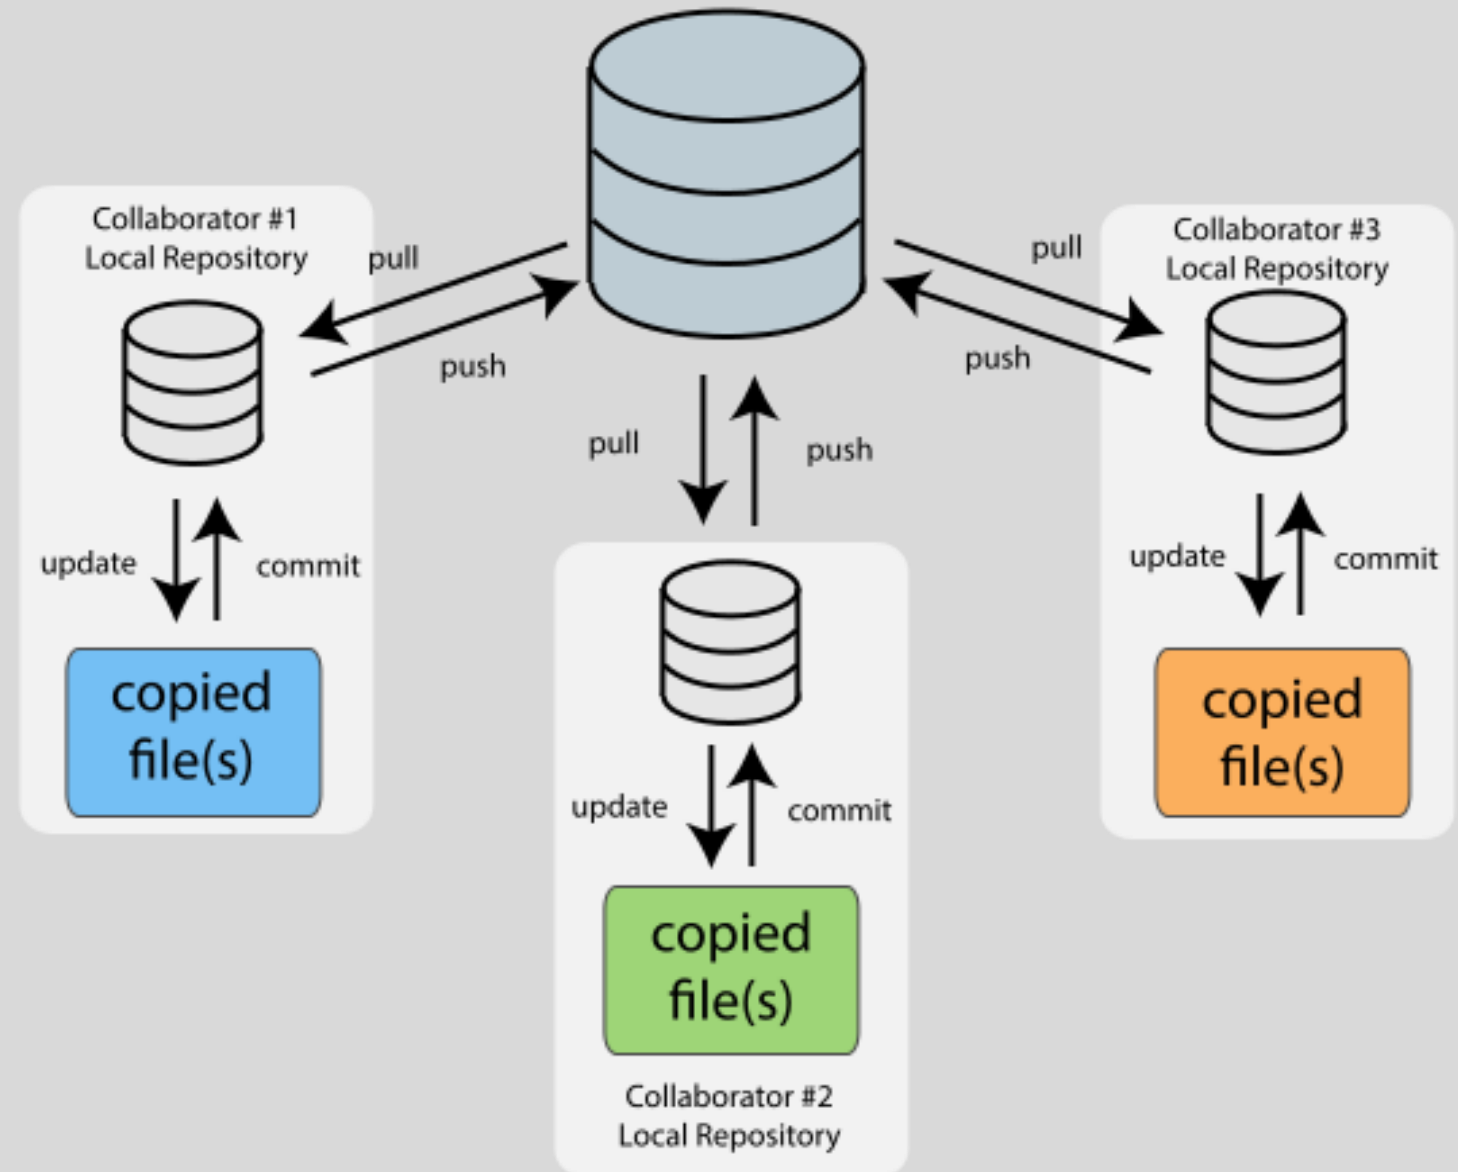 Collaborator #1
Local Repository
pull
push
update
commit
copied
file(s)
pull
push
update
commit
copied
file(s)
Collaborator #2
Local Repository
Collaborator #3
Local Repository
pull
push
update
commit
copied
file(s)